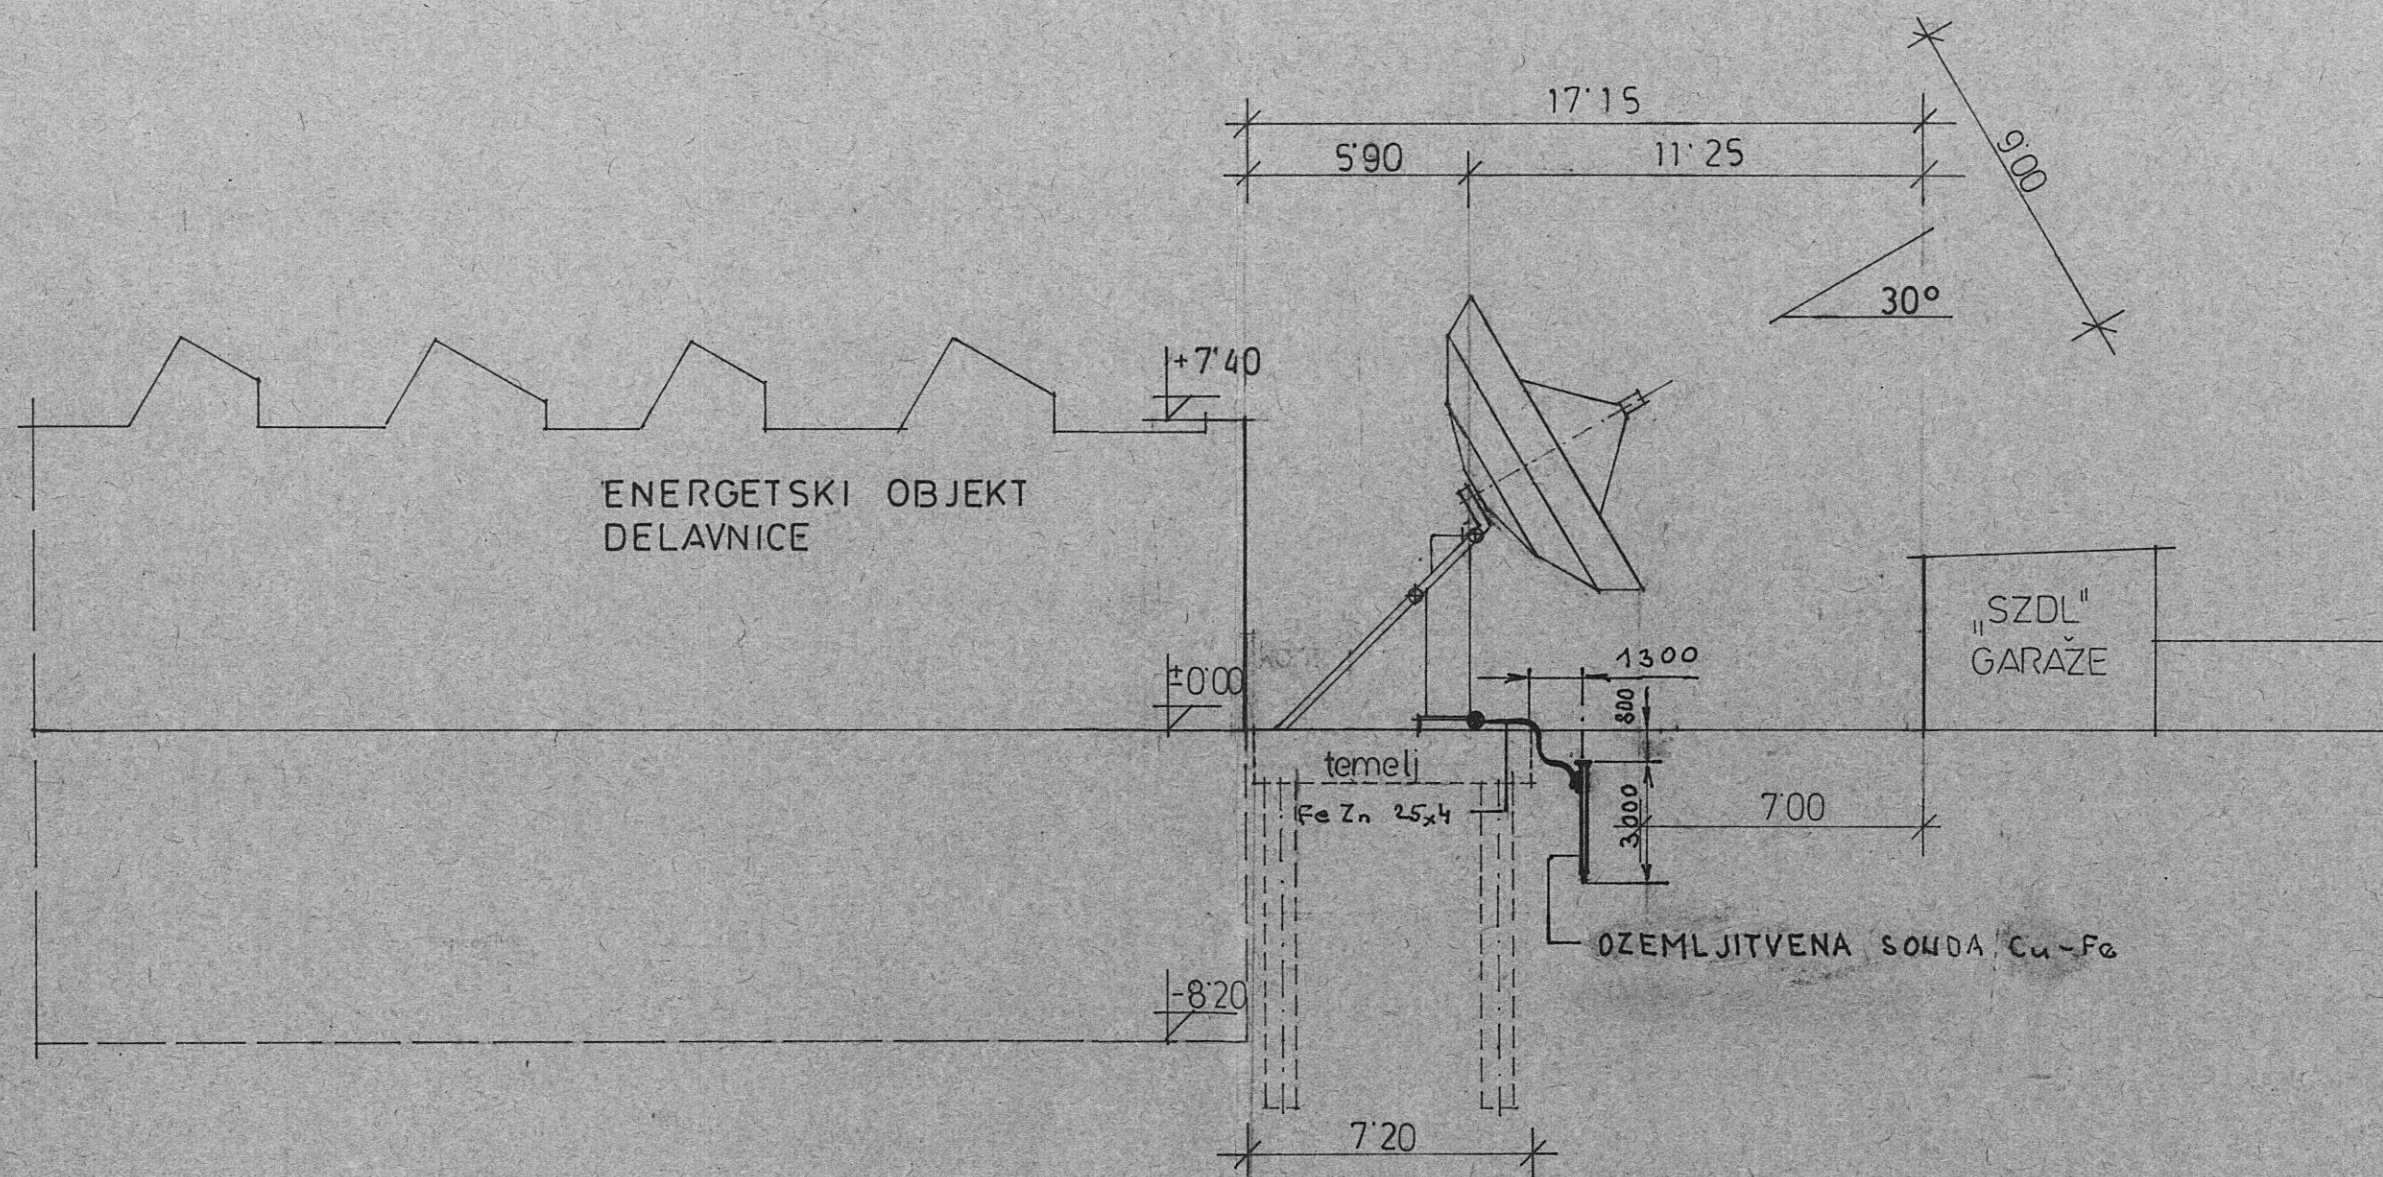 17'15
5'90
11'25
9'00
30°
+7'40
ENERGETSKI OBJEKT
DELAVNICE
„SZDL"
GARAŽE
1300
±0'00
800
temelj
Fe Zn 25x4
3000
7'00
OZEMLJITVENA SONDA Cu-Fe
-8'20
7'20